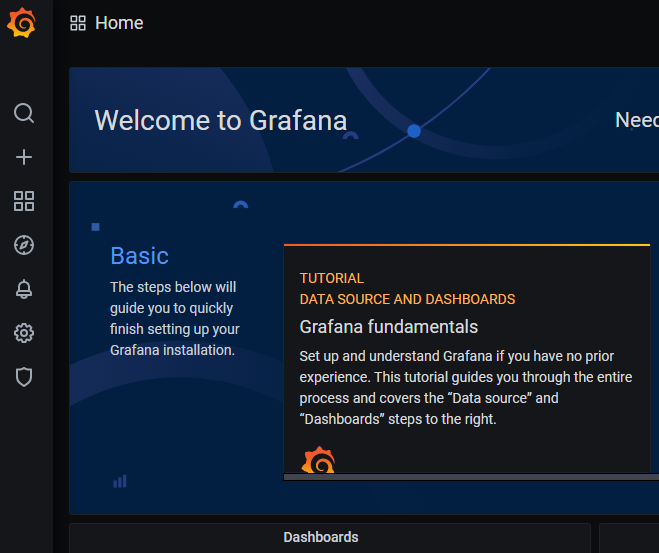 Home
Welcome to Grafana
Need
Basic
The steps below will
guide you to quickly
finish setting up your
Grafana installation.
TUTORIAL
DATA SOURCE AND DASHBOARDS
Grafana fundamentals
Set up and understand Grafana if you have no prior
experience. This tutorial guides you through the entire
process and covers the “Data source” and
“Dashboards” steps to the right.
Dashboards